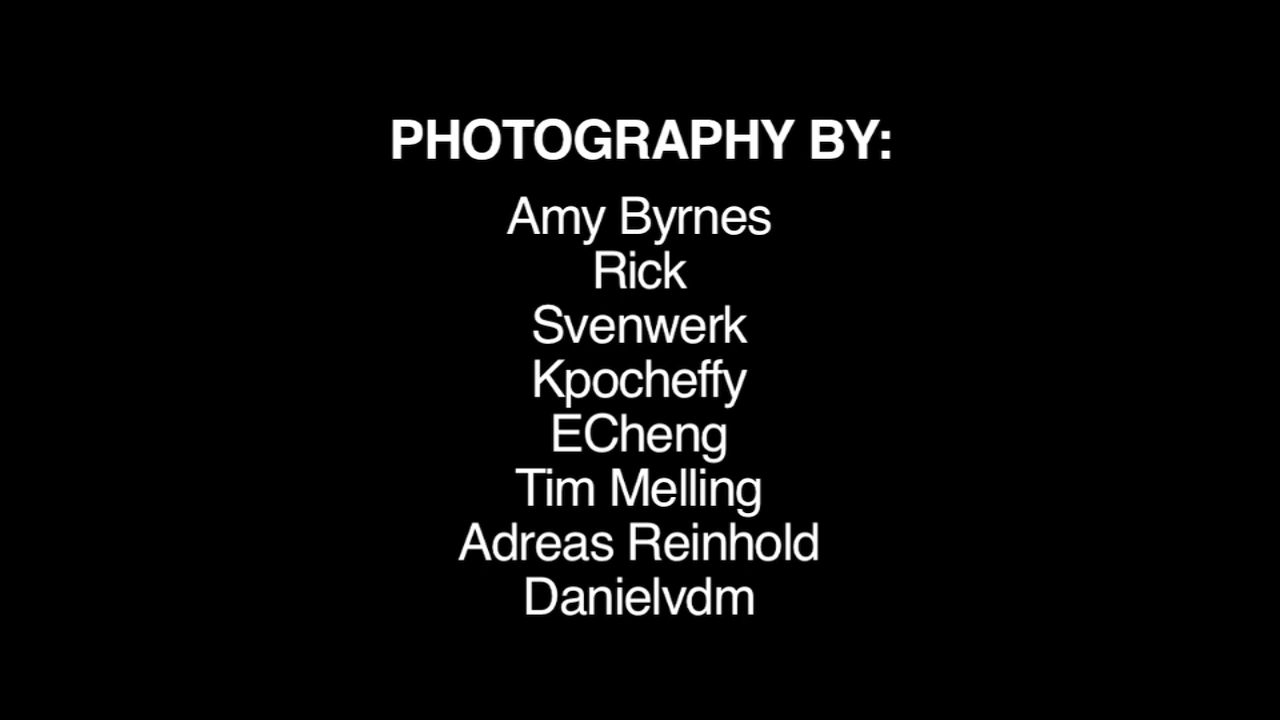 PHOTOGRAPHY BY:
Amy Byrnes
Rick
Svenwerk
Kpocheffy
ECheng
Tim Melling
Adreas Reinhold
Danielvdm